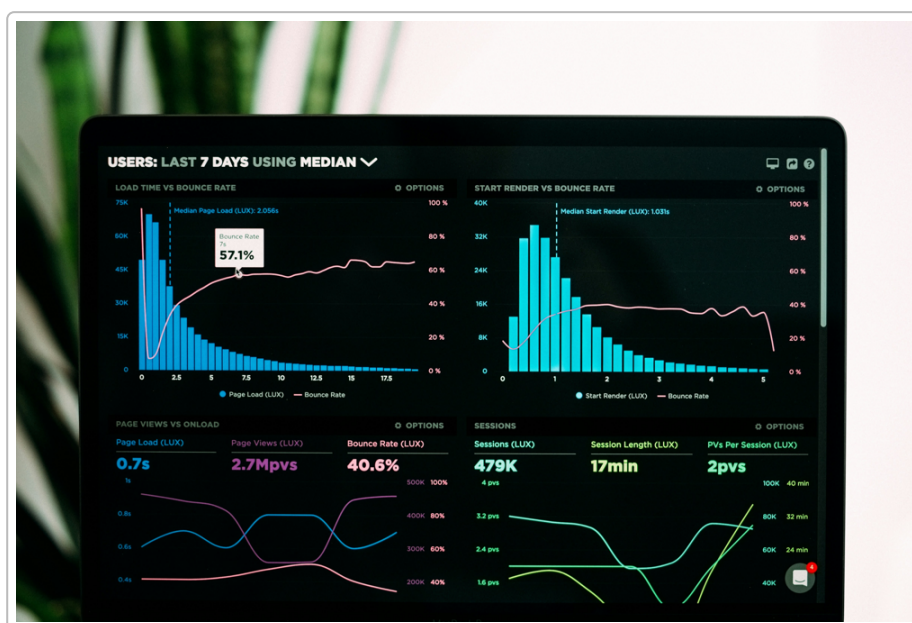 USERS: LAST 7 DAYS USING MEDIAN
LOAD TIME VS BOUNCE RATE
OPTIONS
75K
60K
45K
30K
15K
0
Median Page Load (LUX): 2.056s
Bounce Rate
7s
57.1%
100 %
80 %
60 %
40 %
20 %
0 %
0 2.5 5 7.5 10 12.5 15 17.5
Page Load (LUX) Bounce Rate
START RENDER VS BOUNCE RATE
OPTIONS
40K
32K
24K
16K
8K
0
Median Start Render (LUX): 1.031s
100 %
80 %
60 %
40 %
20 %
0 %
0 1 2 3 4 5
Start Render (LUX) Bounce Rate
PAGE VIEWS VS ONLOAD
OPTIONS
Page Load (LUX) Page Views (LUX) Bounce Rate (LUX)
0.7s 2.7Mpvs 40.6%
1s 500K 100%
0.8s 400K 80%
0.6s 300K 60%
0.4s 200K 40%
SESSIONS
OPTIONS
Sessions (LUX) Session Length (LUX) PVs Per Session (LUX)
479K 17min 2pvs
4 pvs 100K 40 min
3.2 pvs 80K 32 min
2.4 pvs 60K 24 min
1.6 pvs 40K
4